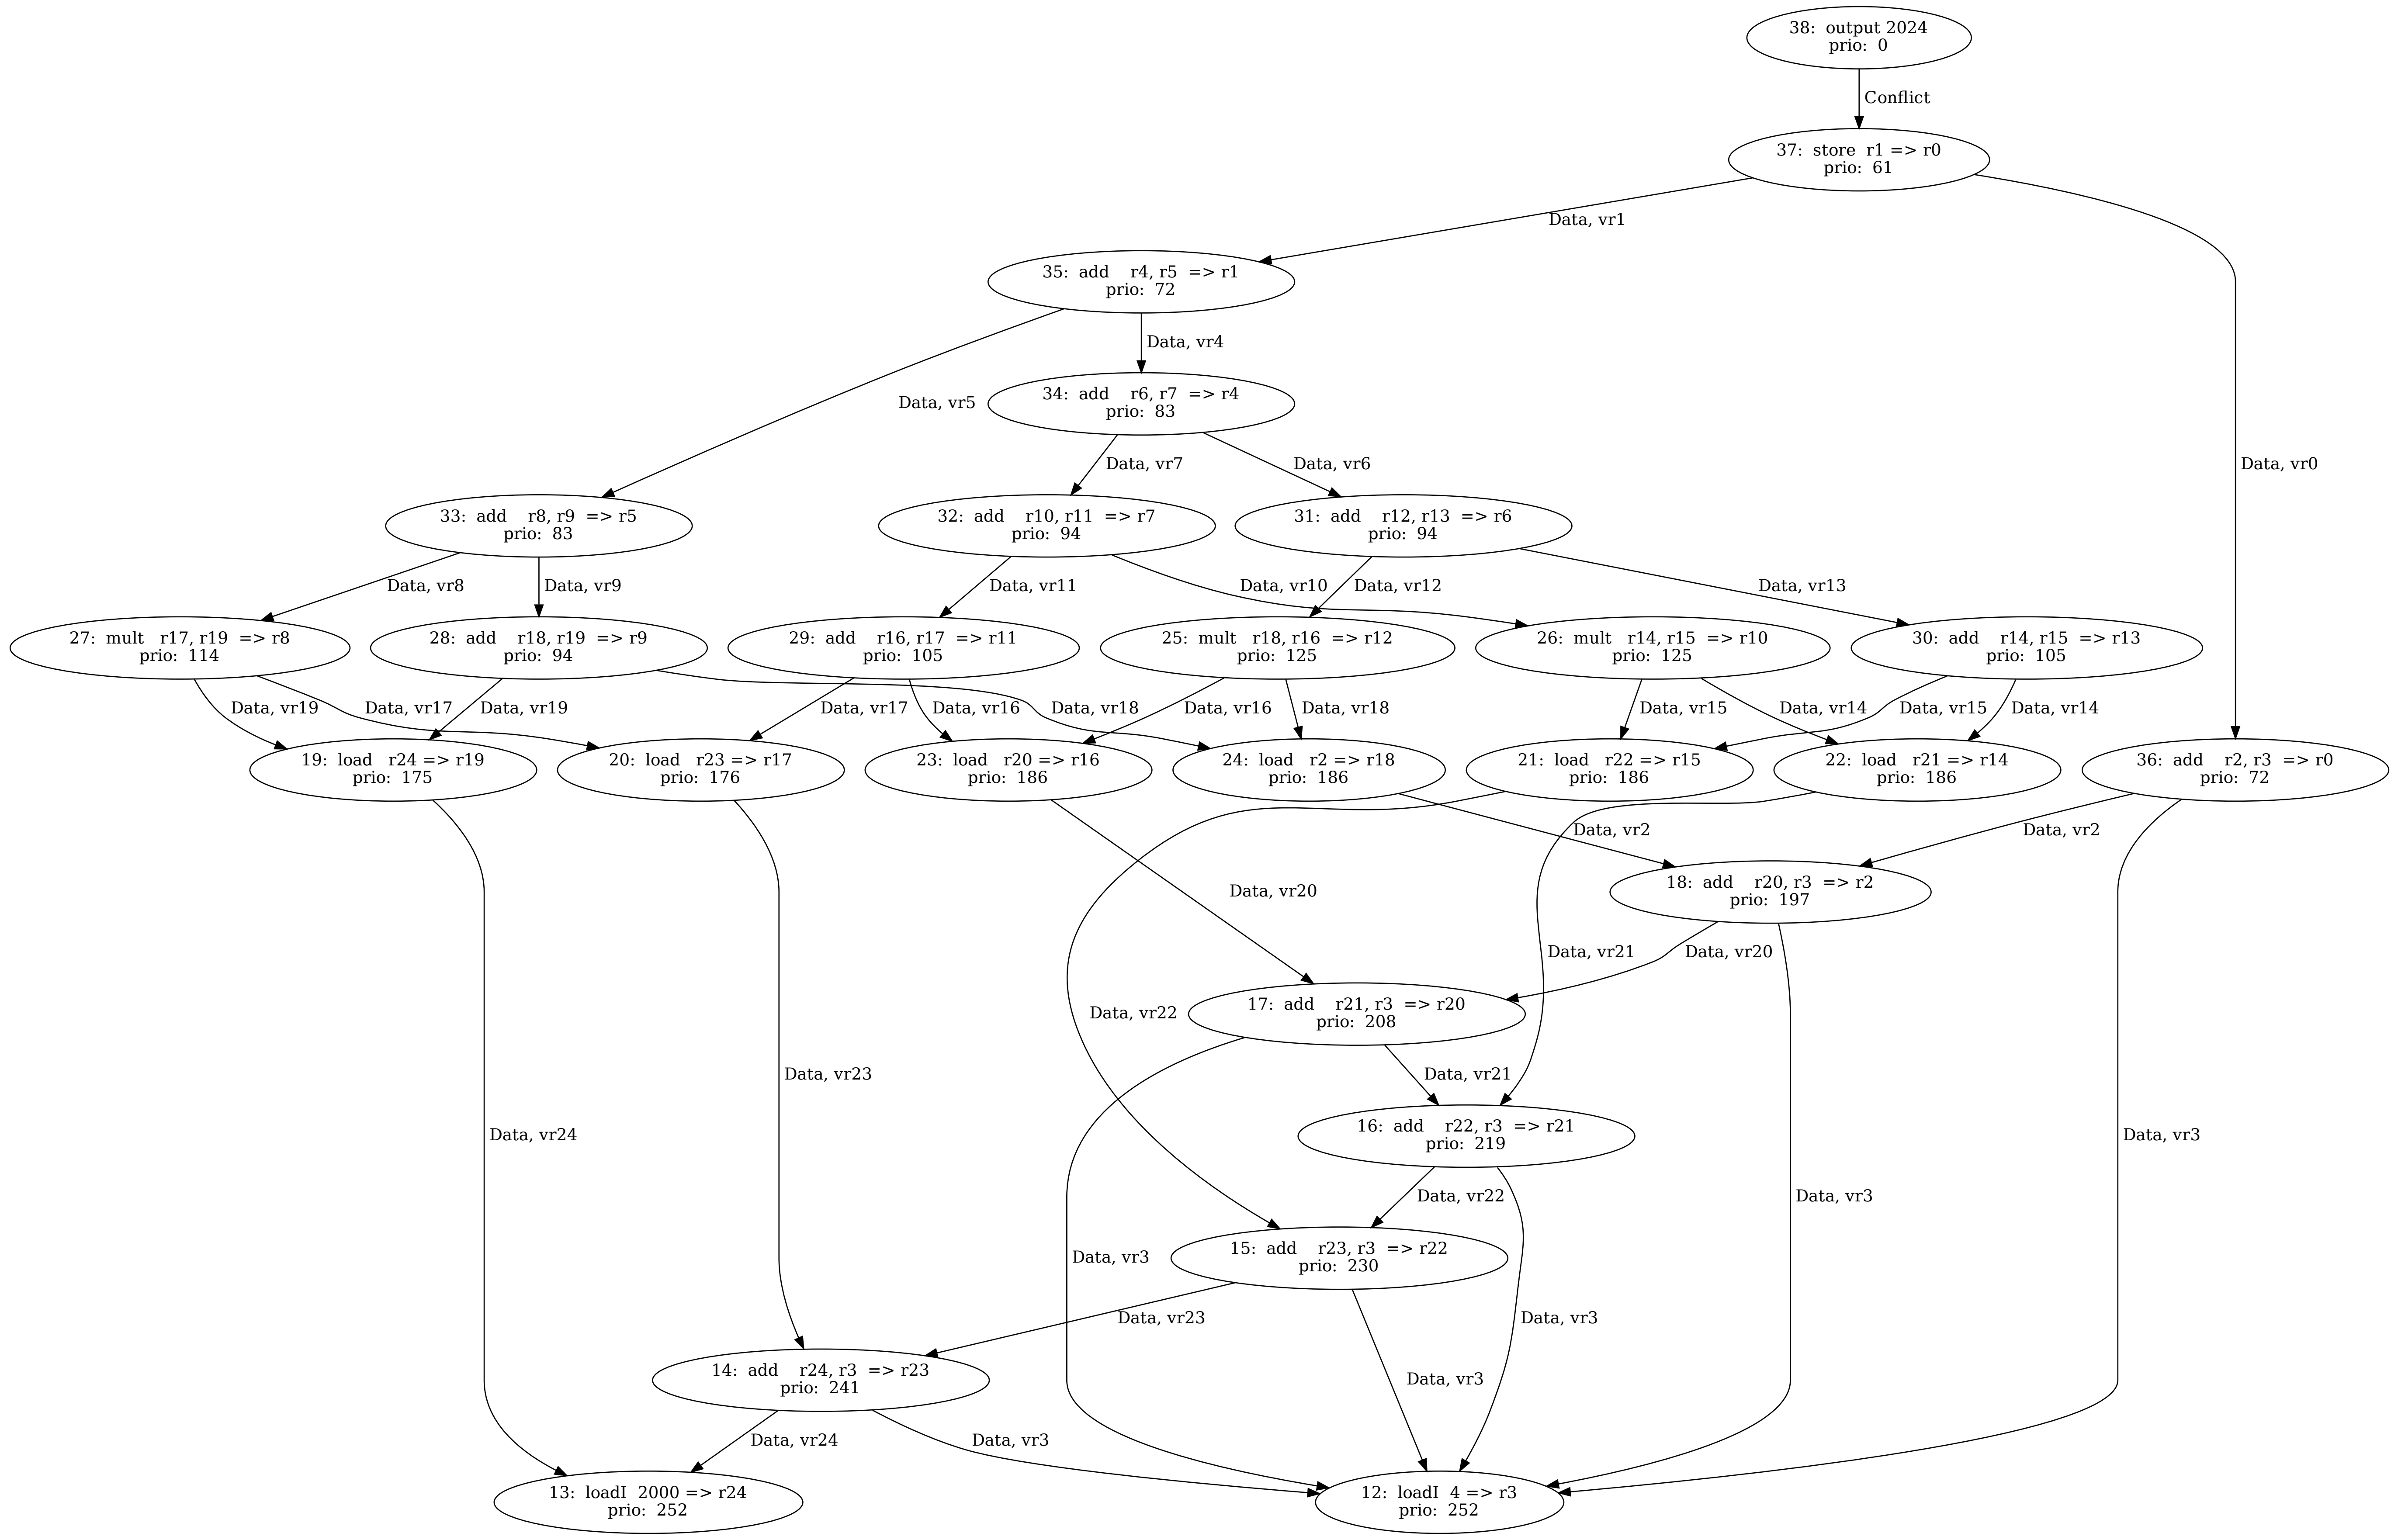 38:  output 2024
prio:  0
Conflict
37:  store  r1 => r0
prio:  61
Data, vr1
35:  add    r4, r5  => r1
prio:  72
Data, vr4
Data, vr5
34:  add    r6, r7  => r4
prio:  83
Data, vr7
Data, vr6
Data, vr0
33:  add    r8, r9  => r5
prio:  83
32:  add    r10, r11  => r7
prio:  94
31:  add    r12, r13  => r6
prio:  94
Data, vr8
Data, vr9
Data, vr11
Data, vr10
Data, vr12
Data, vr13
27:  mult   r17, r19  => r8
prio:  114
28:  add    r18, r19  => r9
prio:  94
29:  add    r16, r17  => r11
prio:  105
25:  mult   r18, r16  => r12
prio:  125
26:  mult   r14, r15  => r10
prio:  125
30:  add    r14, r15  => r13
prio:  105
Data, vr19
Data, vr17
Data, vr19
Data, vr17
Data, vr16
Data, vr18
Data, vr16
Data, vr18
Data, vr15
Data, vr14
Data, vr15
Data, vr14
19:  load   r24 => r19
prio:  175
20:  load   r23 => r17
prio:  176
23:  load   r20 => r16
prio:  186
24:  load   r2 => r18
prio:  186
21:  load   r22 => r15
prio:  186
22:  load   r21 => r14
prio:  186
36:  add    r2, r3  => r0
prio:  72
Data, vr2
Data, vr2
Data, vr20
18:  add    r20, r3  => r2
prio:  197
Data, vr21
Data, vr20
Data, vr22
17:  add    r21, r3  => r20
prio:  208
Data, vr23
Data, vr21
Data, vr24
16:  add    r22, r3  => r21
prio:  219
Data, vr3
Data, vr22
Data, vr3
Data, vr3
15:  add    r23, r3  => r22
prio:  230
Data, vr23
Data, vr3
14:  add    r24, r3  => r23
prio:  241
Data, vr3
Data, vr24
Data, vr3
13:  loadI  2000 => r24
prio:  252
12:  loadI  4 => r3
prio:  252